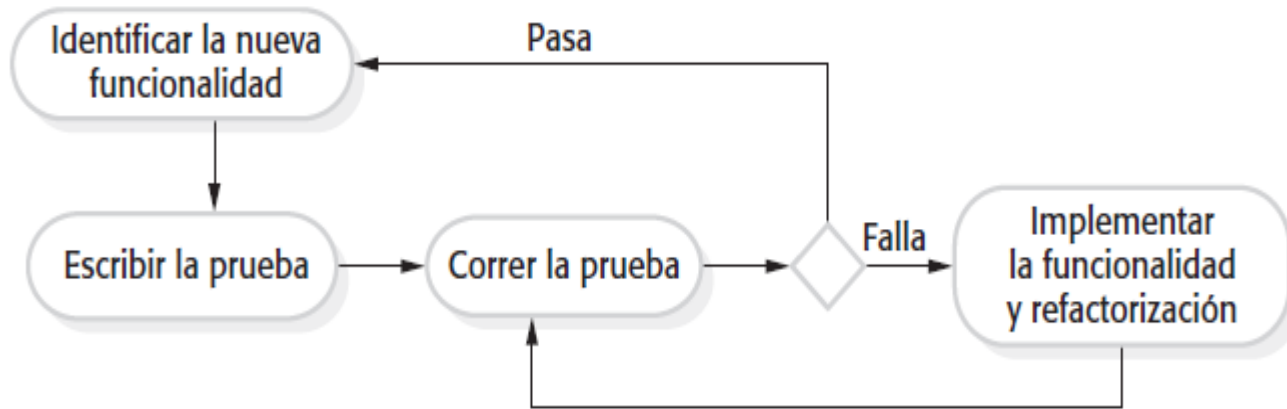 Identificar la nueva
funcionalidad
Pasa
Escribir la prueba
Correr la prueba
Falla
Implementar
la funcionalidad
y refactorización